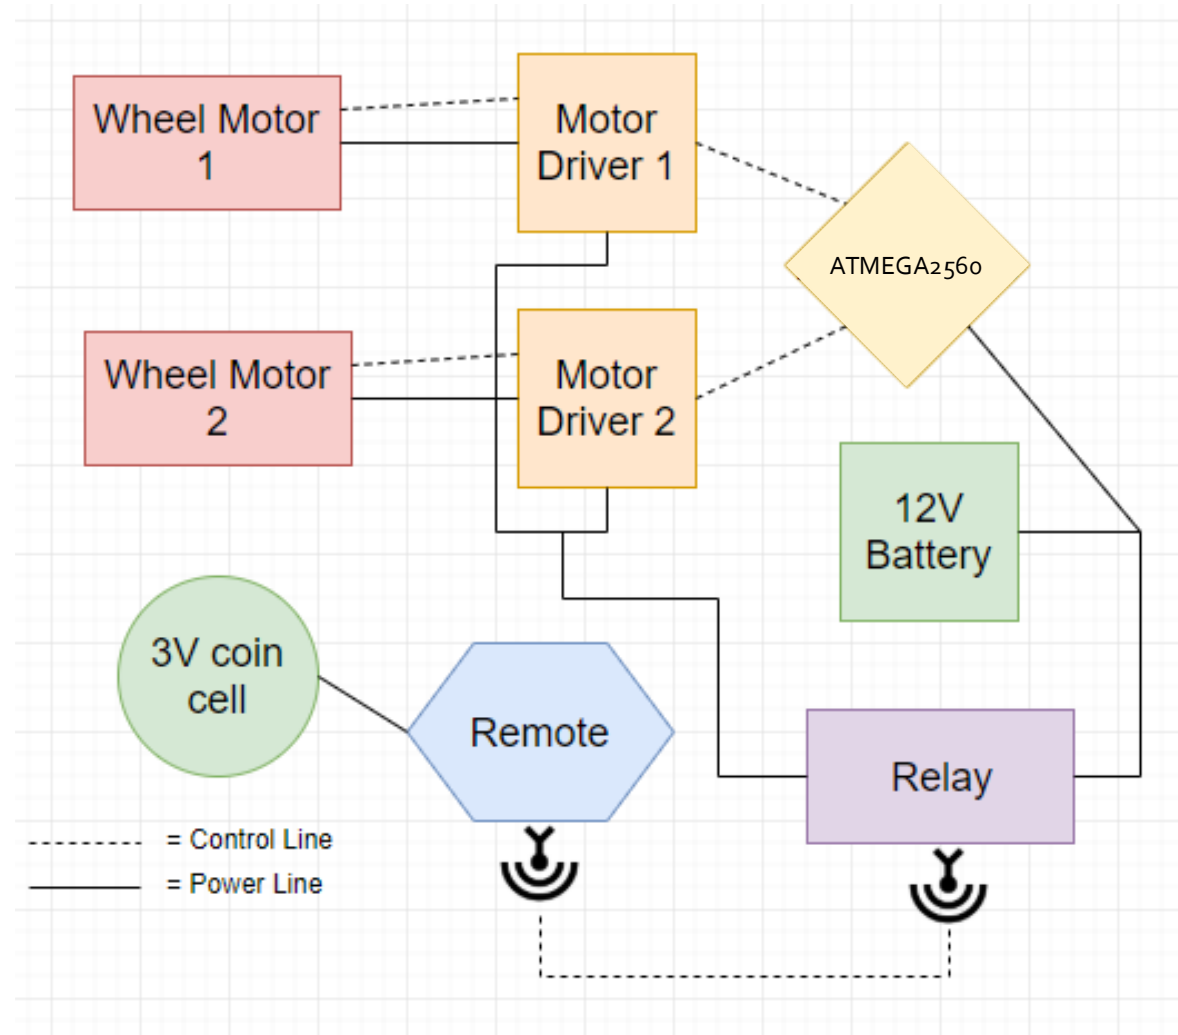 Wheel Motor
1
Motor
Driver 1
ATMEGA2560
Wheel Motor
2
Motor
Driver 2
12V
Battery
3V coin
cell
Remote
Relay
= Control Line
= Power Line